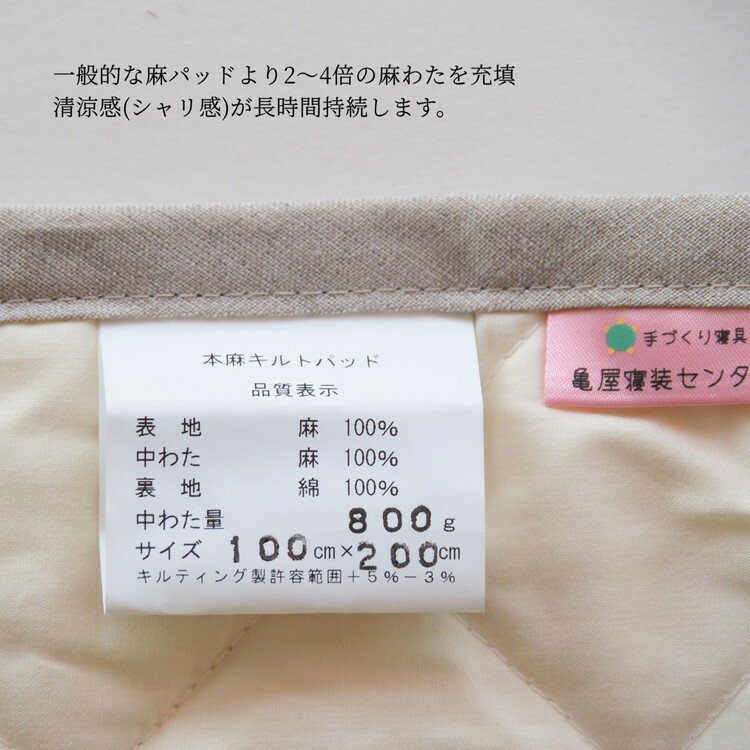 一般的な麻パッドより2〜4倍の麻わたを充填
清涼感(シャリ感)が長時間持続します。
本麻キルトパッド
品質表示
表 地 麻 100%
中わた 麻 100%
裏 地 綿 100%
中わた量 800g
サイズ 100cm×200cm
キルティング製許容範囲+5%-3%
手づくり寝具
亀屋寝装センタ